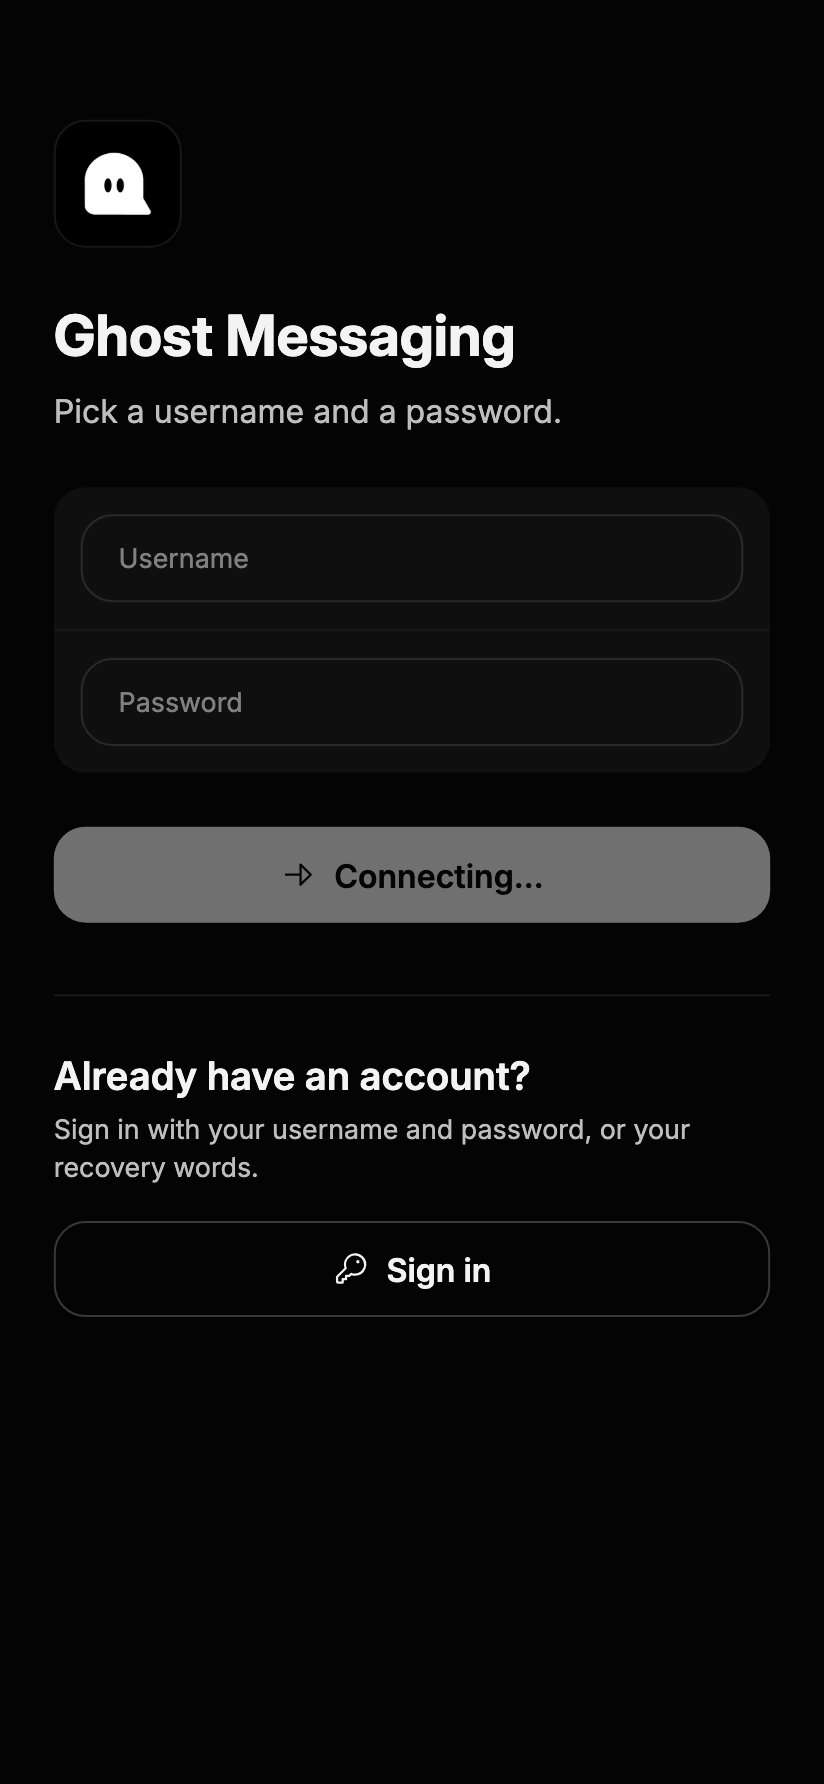 Ghost Messaging
Pick a username and a password.
Username
Password
Connecting...
Already have an account?
Sign in with your username and password, or your
recovery words.
Sign in